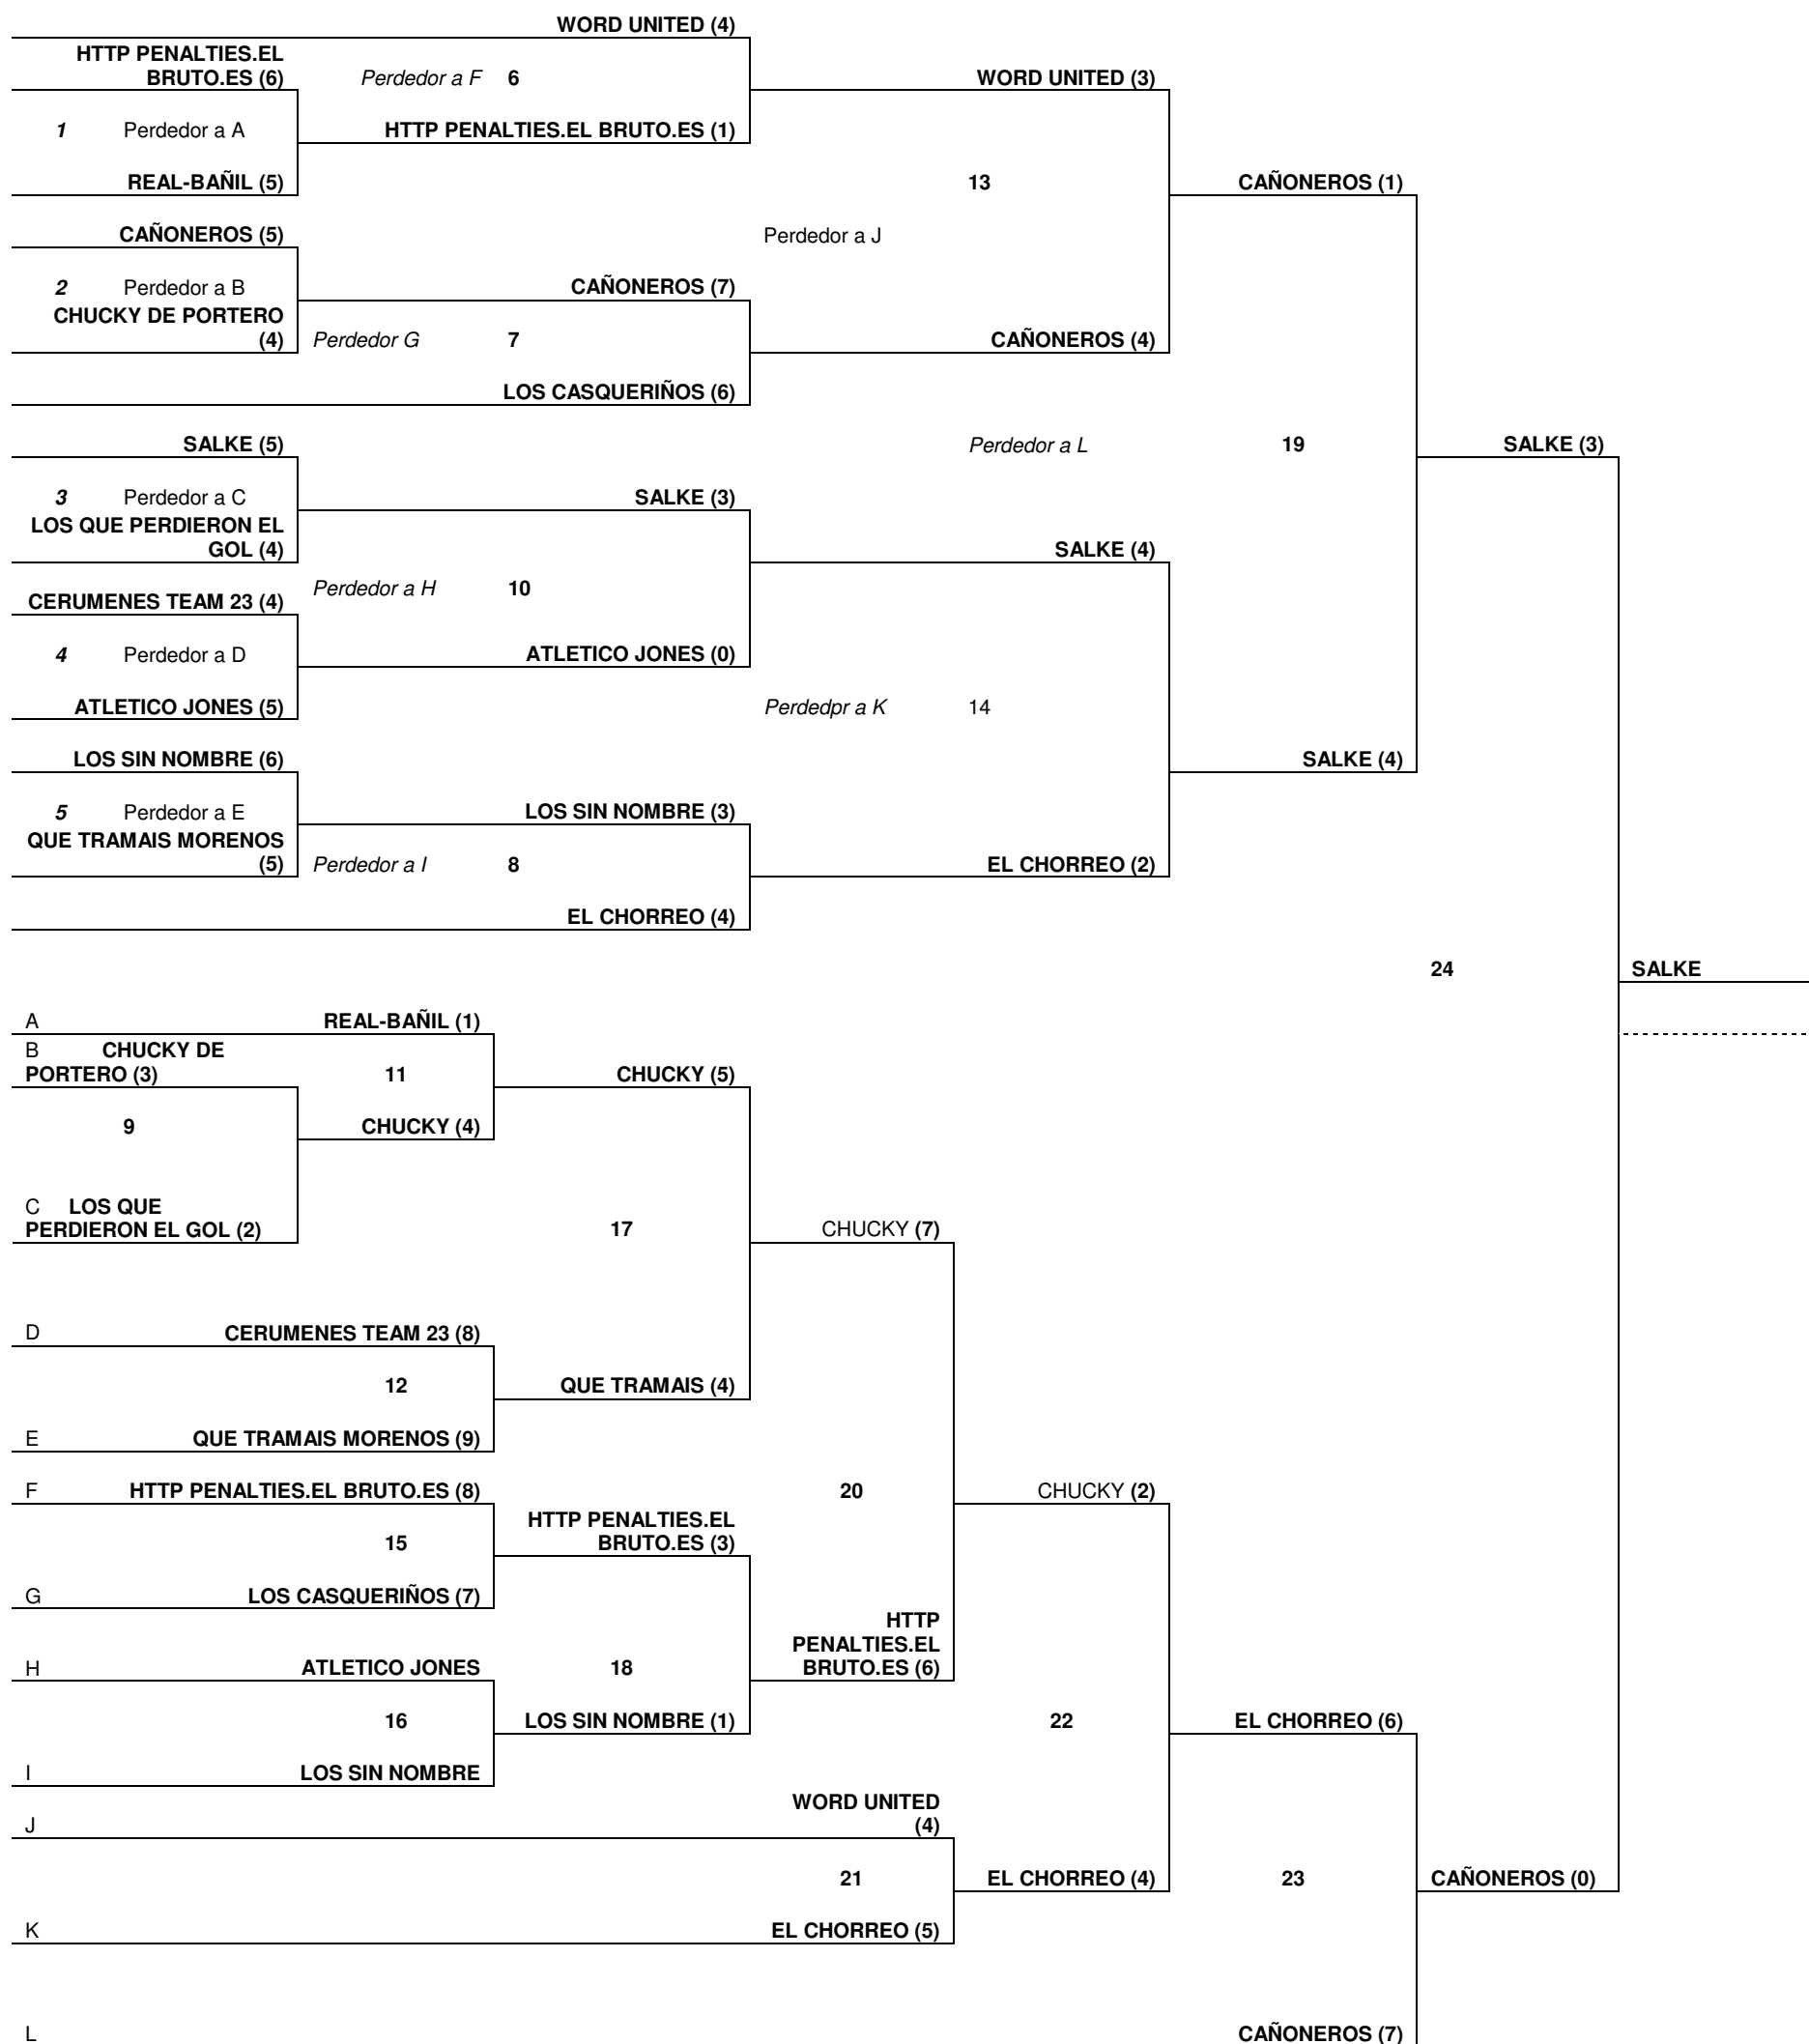 WORD UNITED (4)
HTTP PENALTIES.EL
BRUTO.ES (6)
Perdedor a F 6
WORD UNITED (3)
1 Perdedor a A
HTTP PENALTIES.EL BRUTO.ES (1)
REAL-BAÑIL (5)
13
CAÑONEROS (1)
CAÑONEROS (5)
Perdedor a J
2 Perdedor a B
CAÑONEROS (7)
CHUCKY DE PORTERO
(4)
Perdedor G 7
CAÑONEROS (4)
LOS CASQUERIÑOS (6)
SALKE (5)
Perdedor a L 19
SALKE (3)
3 Perdedor a C
SALKE (3)
LOS QUE PERDIERON EL
GOL (4)
SALKE (4)
Perdedor a H 10
CERUMENES TEAM 23 (4)
4 Perdedor a D
ATLETICO JONES (0)
ATLETICO JONES (5)
Perdedpr a K 14
LOS SIN NOMBRE (6)
SALKE (4)
5 Perdedor a E
LOS SIN NOMBRE (3)
QUE TRAMAIS MORENOS
(5)
Perdedor a I 8
EL CHORREO (2)
EL CHORREO (4)
24
SALKE
A REAL-BAÑIL (1)
B CHUCKY DE
PORTERO (3)
11
CHUCKY (5)
9
CHUCKY (4)
C LOS QUE
PERDIERON EL GOL (2)
17
CHUCKY (7)
D CERUMENES TEAM 23 (8)
12
QUE TRAMAIS (4)
E QUE TRAMAIS MORENOS (9)
F HTTP PENALTIES.EL BRUTO.ES (8)
20
CHUCKY (2)
HTTP PENALTIES.EL
BRUTO.ES (3)
15
G LOS CASQUERIÑOS (7)
HTTP
PENALTIES.EL
BRUTO.ES (6)
H ATLETICO JONES
18
16
LOS SIN NOMBRE (1)
22
EL CHORREO (6)
I LOS SIN NOMBRE
WORD UNITED
(4)
J
21
EL CHORREO (4)
23
CAÑONEROS (0)
K EL CHORREO (5)
L CAÑONEROS (7)